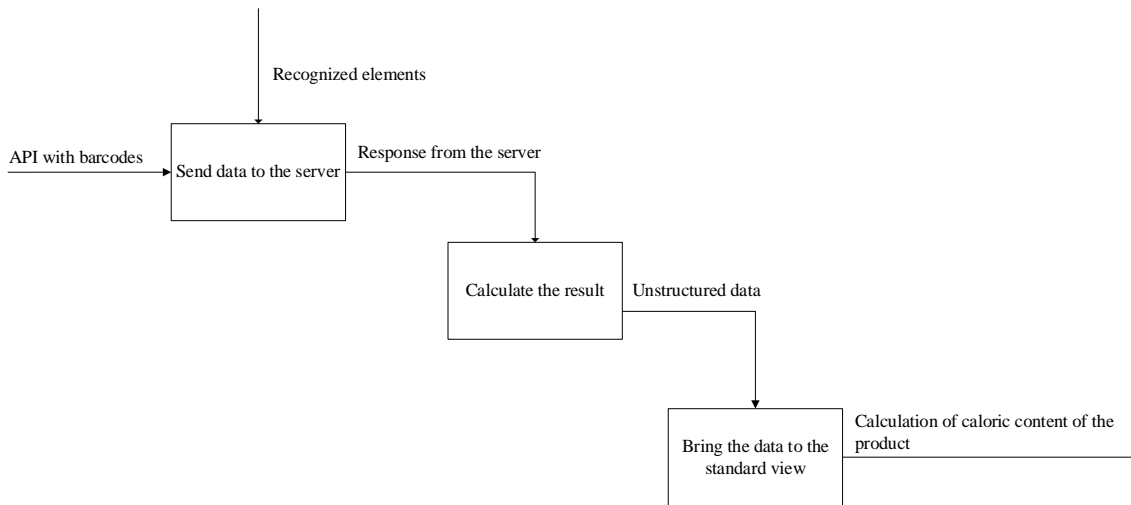 Recognized elements
API with barcodes
Send data to the server
Response from the server
Calculate the result
Unstructured data
Bring the data to the
standard view
Calculation of caloric content of the
product